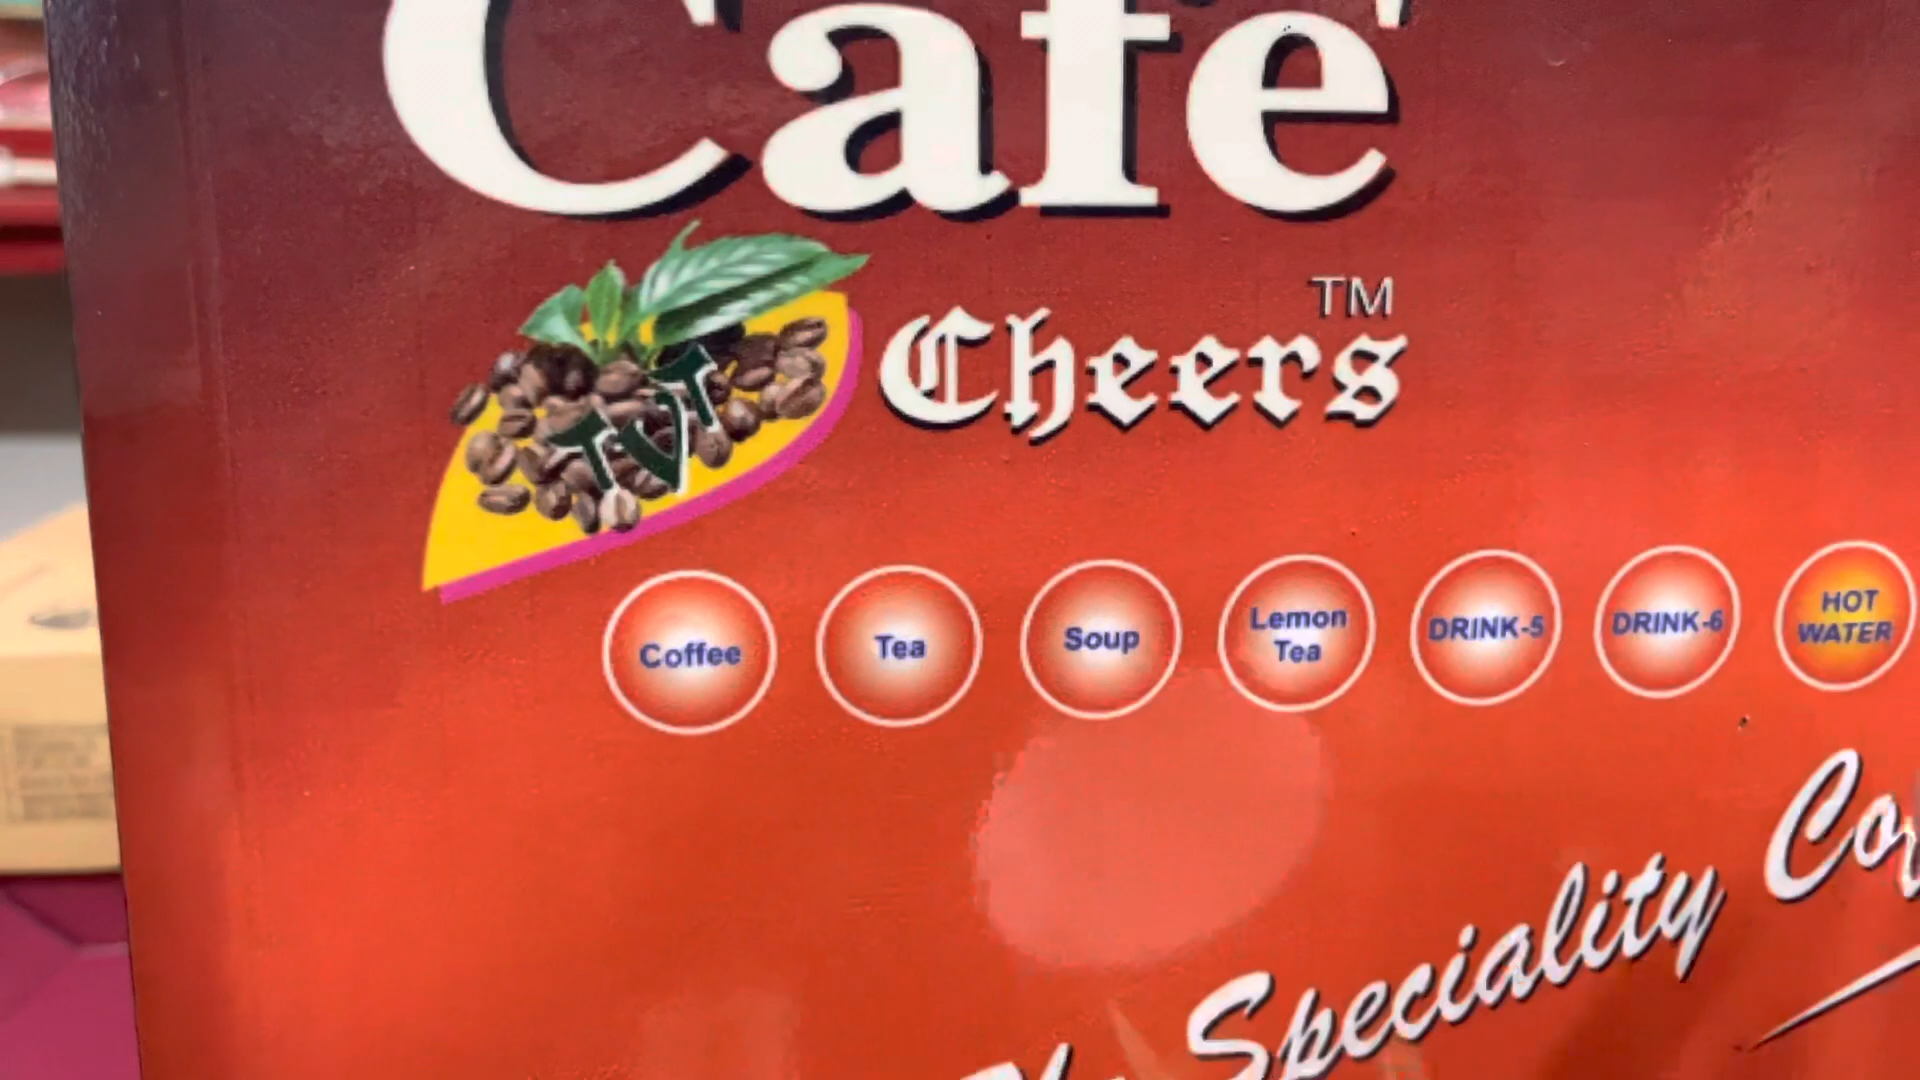 Cafe'
TM
Cheers
TVT
Coffee
Tea
Soup
Lemon
Tea
DRINK-5
DRINK-6
HOT
WATER
Speciality